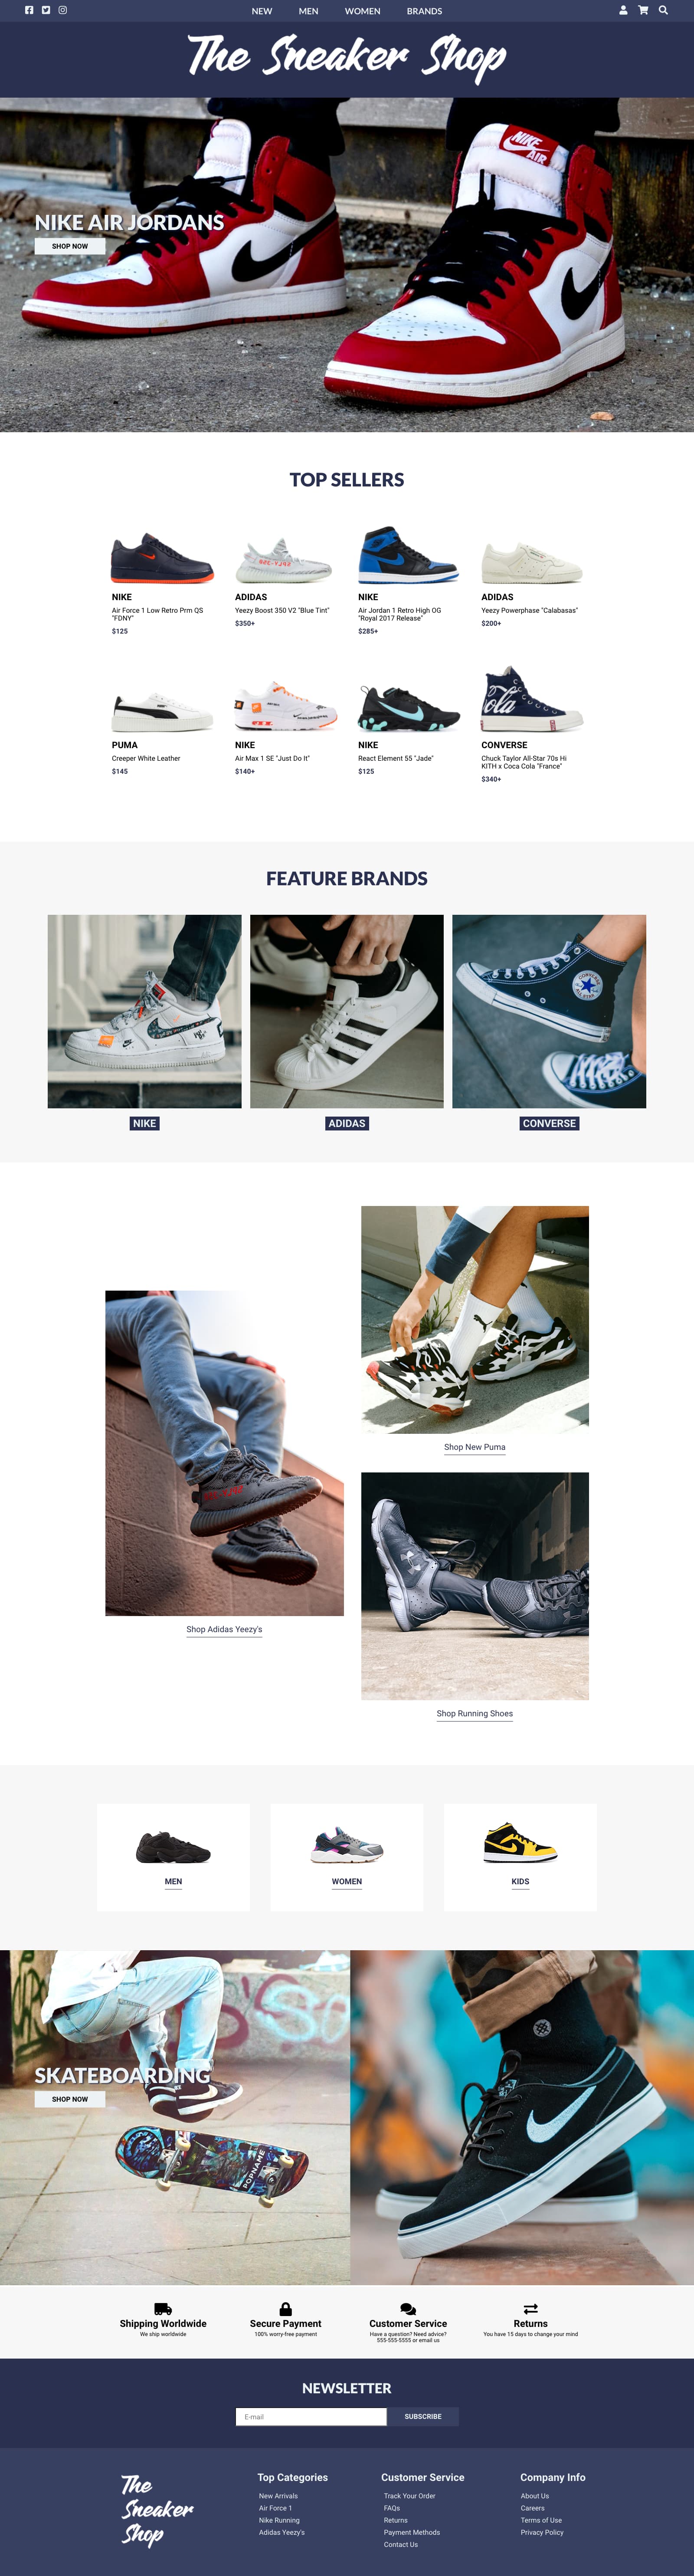 NEW MEN WOMEN BRANDS
The Sneaker Shop
NIKE
AIR
NIKE AIR JORDANS
SHOP NOW
TOP SELLERS
NIKE
Air Force 1 Low Retro Prm QS
"FDNY"
$125
ADIDAS
Yeezy Boost 350 V2 "Blue Tint"
$350+
NIKE
Air Jordan 1 Retro High OG
"Royal 2017 Release"
$285+
ADIDAS
Yeezy Powerphase "Calabasas"
$200+
PUMA
Creeper White Leather
$145
NIKE
Air Max 1 SE "Just Do It"
$140+
NIKE
React Element 55 "Jade"
$125
CONVERSE
Chuck Taylor All-Star 70s Hi
KITH x Coca Cola "France"
$340+
FEATURE BRANDS
NIKE
ADIDAS
CONVERSE
Shop New Puma
Shop Adidas Yeezy's
Shop Running Shoes
MEN
WOMEN
KIDS
SKATEBOARDING
SHOP NOW
POPNAME
Shipping Worldwide
We ship worldwide
Secure Payment
100% worry-free payment
Customer Service
Have a question? Need advice?
555-555-5555 or email us
Returns
You have 15 days to change your mind
NEWSLETTER
E-mail
SUBSCRIBE
The
Sneaker
Shop
Top Categories
New Arrivals
Air Force 1
Nike Running
Adidas Yeezy's
Customer Service
Track Your Order
FAQs
Returns
Payment Methods
Contact Us
Company Info
About Us
Careers
Terms of Use
Privacy Policy